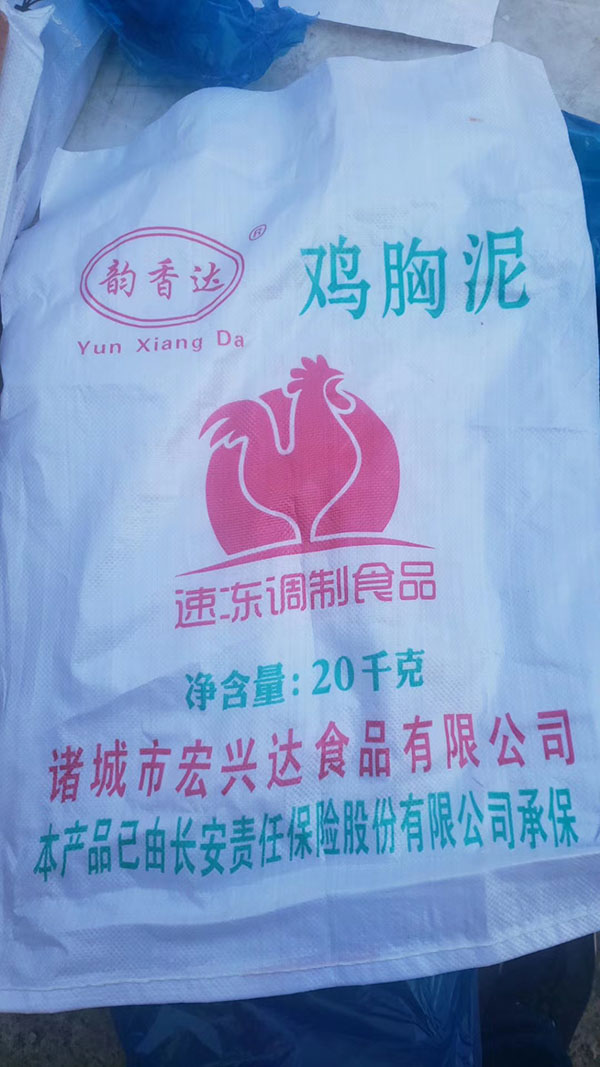 韵香达®
Yun Xiang Da
鸡胸泥
速冻调制食品
净含量：20千克
诸城市宏兴达食品有限公司
本产品已由长安责任保险股份有限公司承保